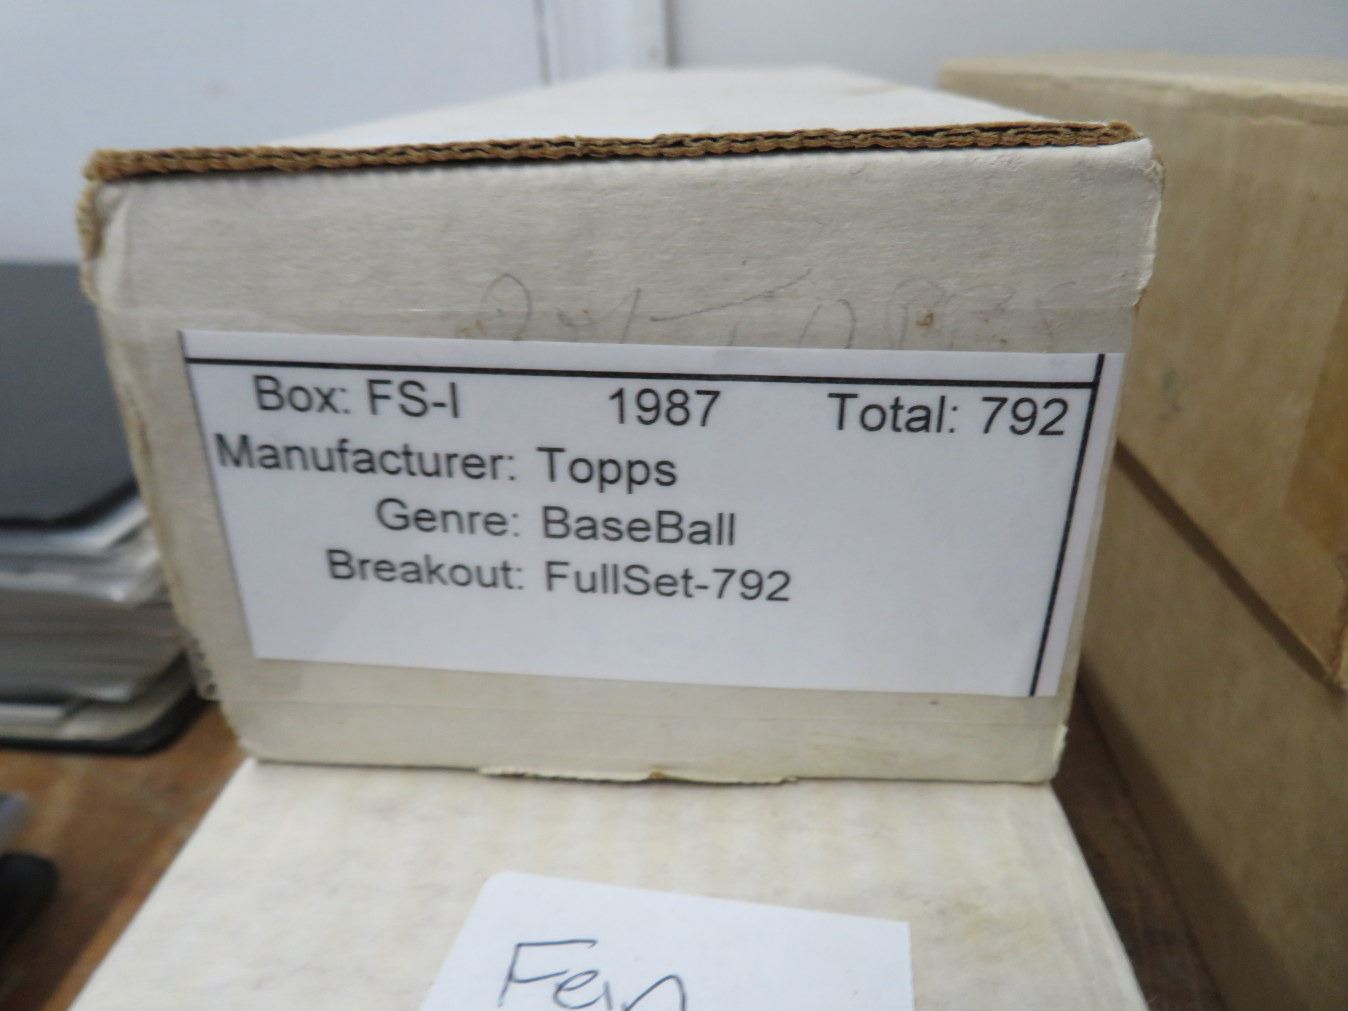 Box: FS-I 1987 Total: 792
Manufacturer: Topps
Genre: BaseBall
Breakout: FullSet-792